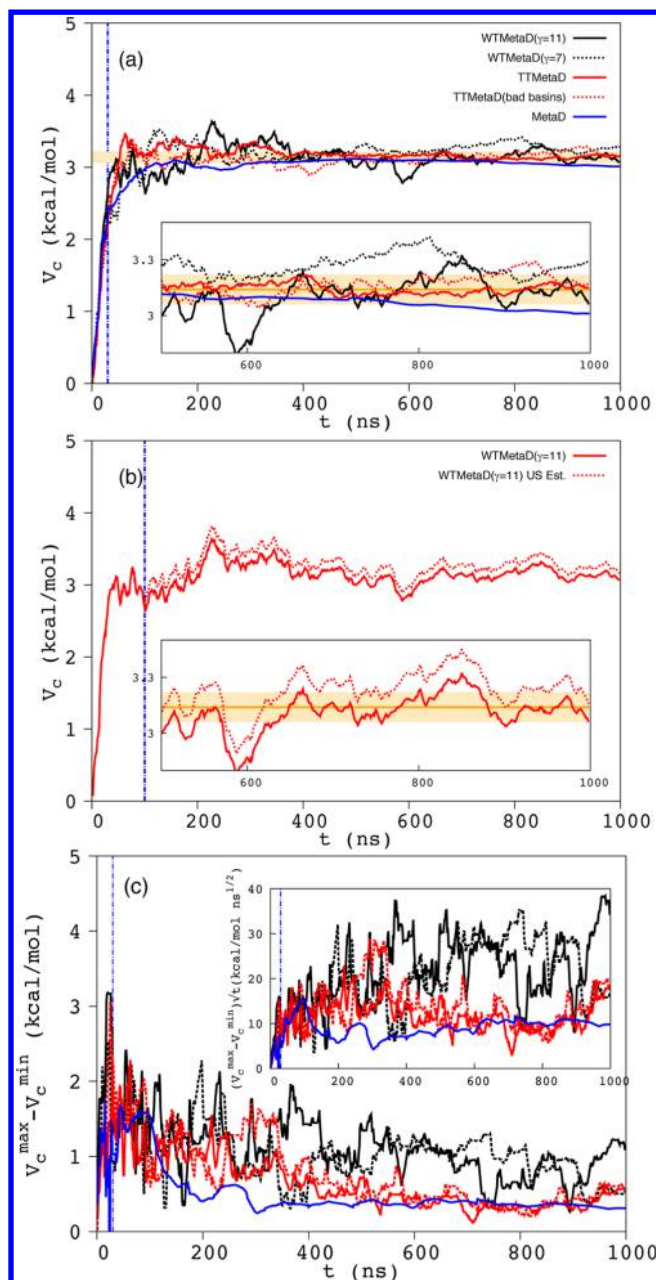 (a)
WTMetaD(γ=11)
WTMetaD(γ=7)
TTMetaD
TTMetaD(bad basins)
MetaD
V_c (kcal/mol)
5
4
3
2
1
0
3.3
3
600 800 1000
0 200 400 600 800 1000
t (ns)
(b)
WTMetaD(γ=11)
WTMetaD(γ=11) US Est.
V_c (kcal/mol)
5
4
3
2
1
0
3.3
3
600 800 1000
0 200 400 600 800 1000
t (ns)
(c)
V_c^max-V_c^min (kcal/mol)
5
4
3
2
1
0
(V_c^max-V_c^min)√t(kcal/mol ns^1/2)
40
30
20
10
0
0 200 400 600 800 1000
0 200 400 600 800 1000
t (ns)